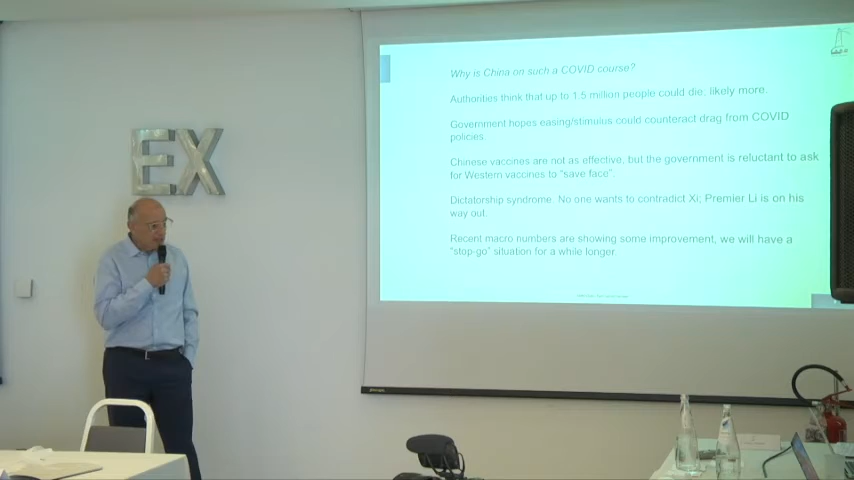 EX
Why is China on such a COVID course?
Authorities think that up to 1.5 million people could die, likely more.
Government hopes easing/stimulus could counteract drag from COVID
policies.
Chinese vaccines are not as effective, but the government is reluctant to ask
for Western vaccines to "save face".
Dictatorship syndrome. No one wants to contradict Xi; Premier Li is on his
way out.
Recent macro numbers are showing some improvement, we will have a
"stop-go" situation for a while longer.